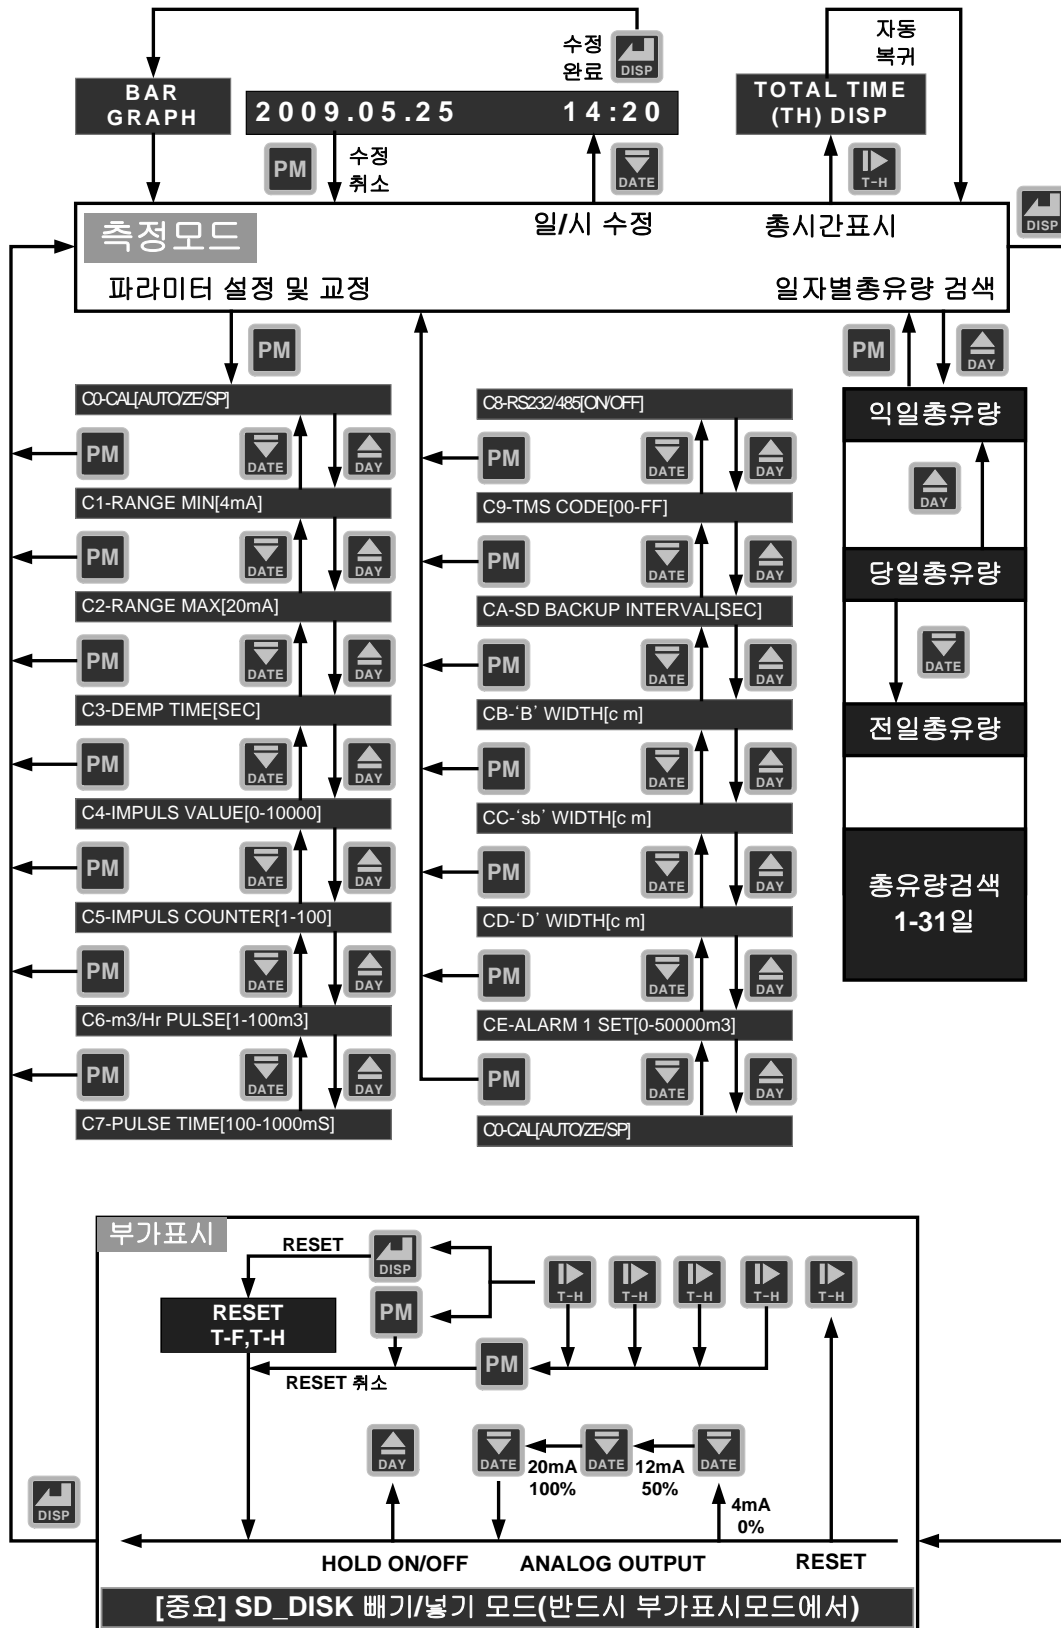 자동
복귀
수정
완료
DISP
BAR
GRAPH
2009.05.25 14:20
TOTAL TIME
(TH) DISP
PM
수정
취소
DATE
T-H
DISP
측정모드
일/시 수정
총시간표시
파라미터 설정 및 교정
일자별총유량 검색
PM
PM
DAY
C0-CAL[AUTO/ZE/SP]
PM
DATE
DAY
C1-RANGE MIN[4mA]
PM
DATE
DAY
C2-RANGE MAX[20mA]
PM
DATE
DAY
C3-DEMP TIME[SEC]
PM
DATE
DAY
C4-IMPULS VALUE[0-10000]
PM
DATE
DAY
C5-IMPULS COUNTER[1-100]
PM
DATE
DAY
C6-m3/Hr PULSE[1-100m3]
PM
DATE
DAY
C7-PULSE TIME[100-1000mS]
C8-RS232/485[ON/OFF]
PM
DATE
DAY
C9-TMS CODE[00-FF]
PM
DATE
DAY
CA-SD BACKUP INTERVAL[SEC]
PM
DATE
DAY
CB-‘B’ WIDTH[c m]
PM
DATE
DAY
CC-‘sb’ WIDTH[c m]
PM
DATE
DAY
CD-‘D’ WIDTH[c m]
PM
DATE
DAY
CE-ALARM 1 SET[0-50000m3]
PM
DATE
DAY
C0-CAL[AUTO/ZE/SP]
익일총유량
DAY
당일총유량
DATE
전일총유량
총유량검색
1-31일
부가표시
RESET
DISP
T-H
T-H
T-H
T-H
T-H
RESET
T-F,T-H
PM
PM
RESET 취소
DAY
DATE
20mA
100%
DATE
12mA
50%
DATE
4mA
0%
DISP
HOLD ON/OFF
ANALOG OUTPUT
RESET
[중요] SD_DISK 빼기/넣기 모드(반드시 부가표시모드에서)